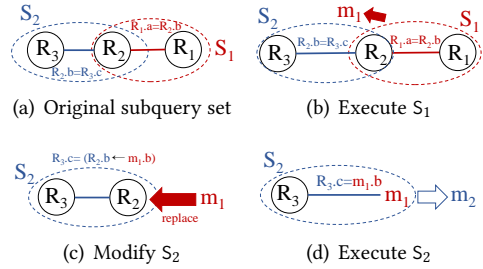 S₂
R₁.a=R₂.b
R₃ R₂ R₁
S₁
R₂.b=R₃.c
(a) Original subquery set
m₁
S₂
S₁
R₂.b=R₃.c R₁.a=R₂.b
R₃ R₂ R₁
(b) Execute S₁
R₃.c= (R₂.b ← m₁.b)
S₂
R₃ R₂
m₁
replace
(c) Modify S₂
S₂
R₃.c=m₁.b
R₃ m₁ m₂
(d) Execute S₂